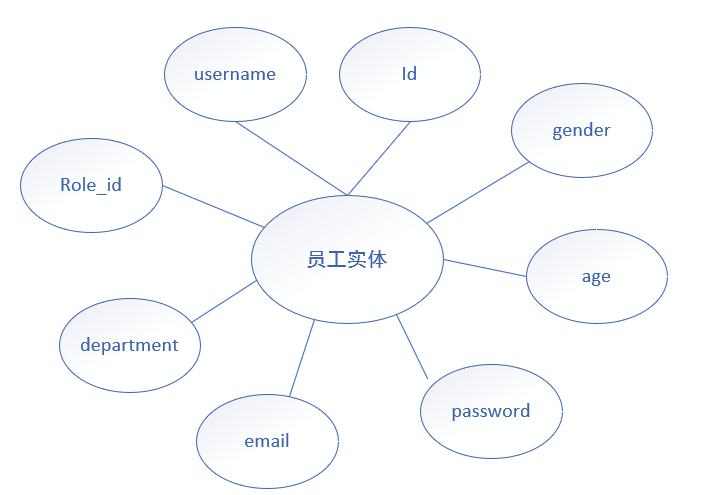 username
Id
gender
Role_id
员工实体
age
department
password
email